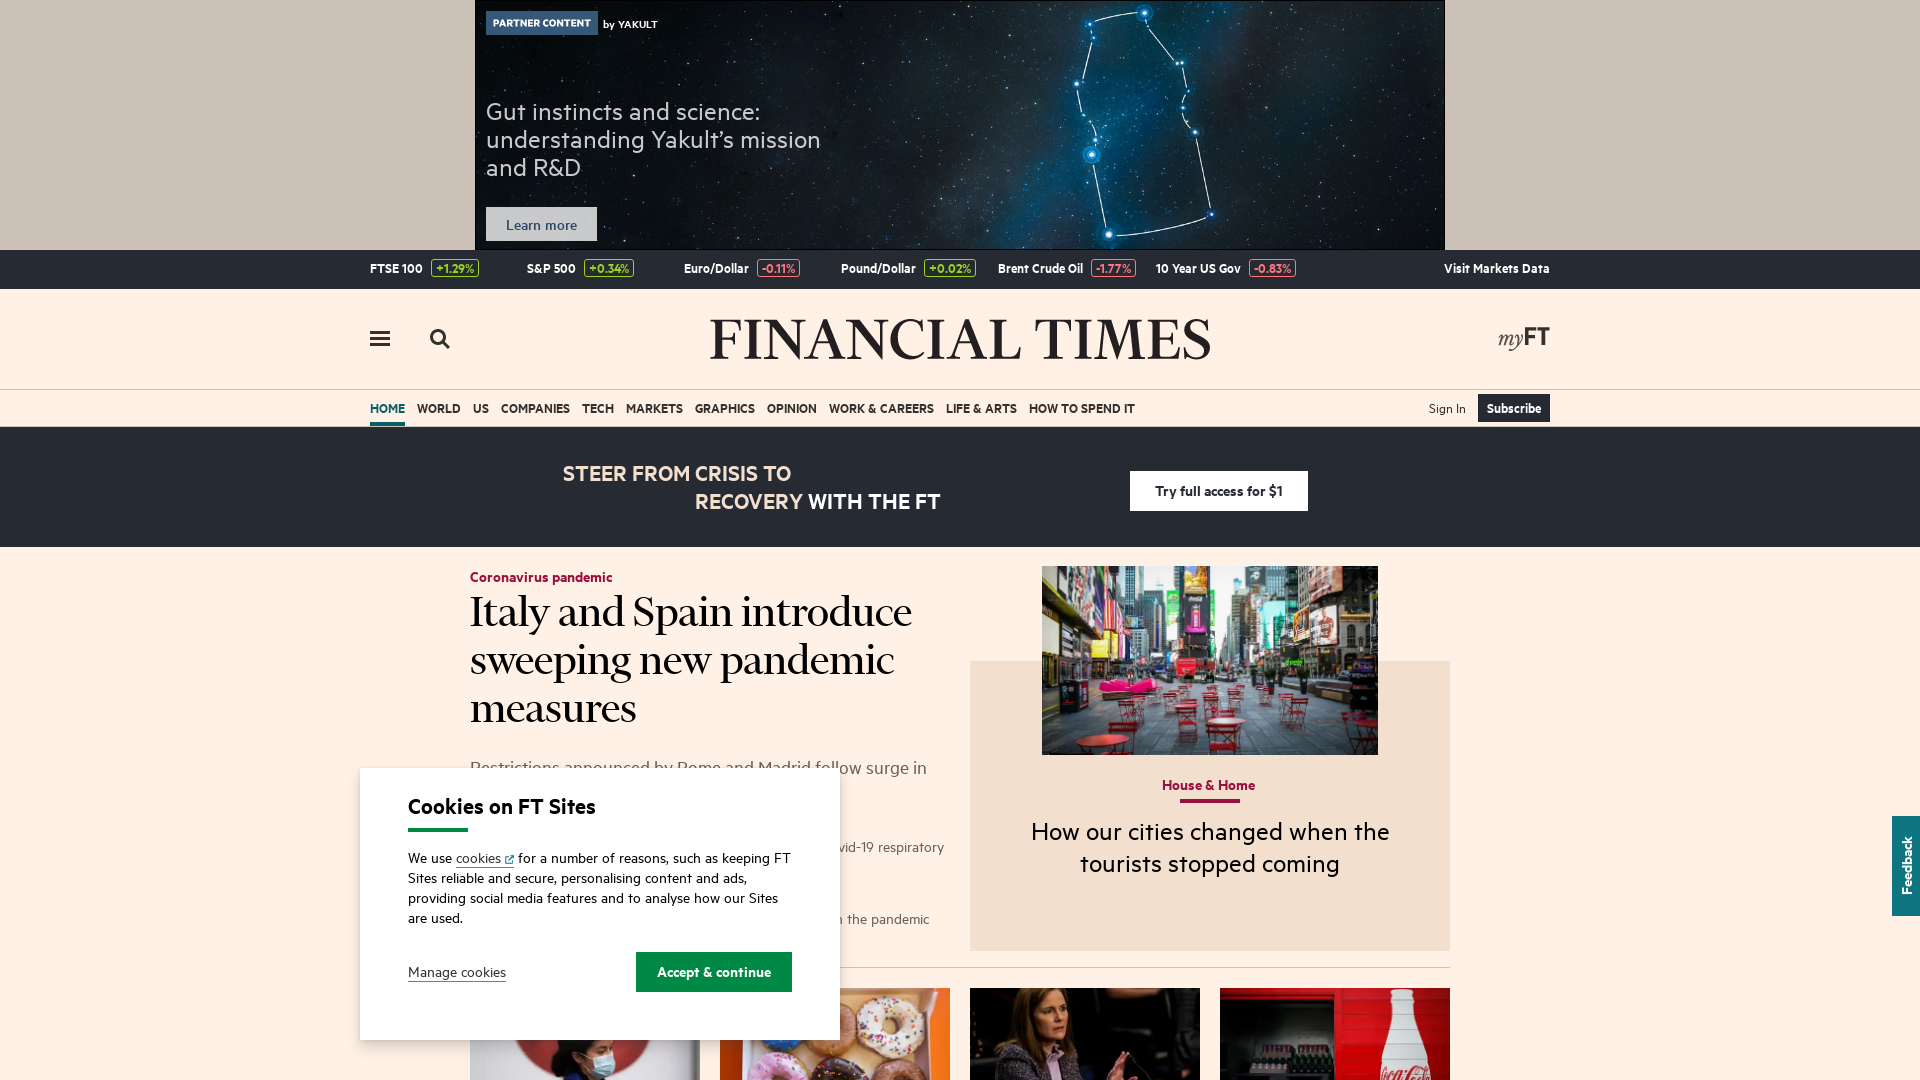 PARTNER CONTENT by YAKULT
Gut instincts and science:
understanding Yakult's mission
and R&D
Learn more
FTSE 100 +1.29% S&P 500 +0.34% Euro/Dollar -0.11% Pound/Dollar +0.02% Brent Crude Oil -1.77% 10 Year US Gov -0.83% Visit Markets Data
FINANCIAL TIMES
myFT
HOME WORLD US COMPANIES TECH MARKETS GRAPHICS OPINION WORK & CAREERS LIFE & ARTS HOW TO SPEND IT Sign In Subscribe
STEER FROM CRISIS TO
RECOVERY WITH THE FT
Try full access for $1
Coronavirus pandemic
Italy and Spain introduce
sweeping new pandemic
measures
Restrictions announced by Rome and Madrid follow surge in
respiratory
the pandemic
House & Home
How our cities changed when the
tourists stopped coming
Cookies on FT Sites
We use cookies for a number of reasons, such as keeping FT
Sites reliable and secure, personalising content and ads,
providing social media features and to analyse how our Sites
are used.
Manage cookies
Accept & continue
Feedback
Coca-Cola